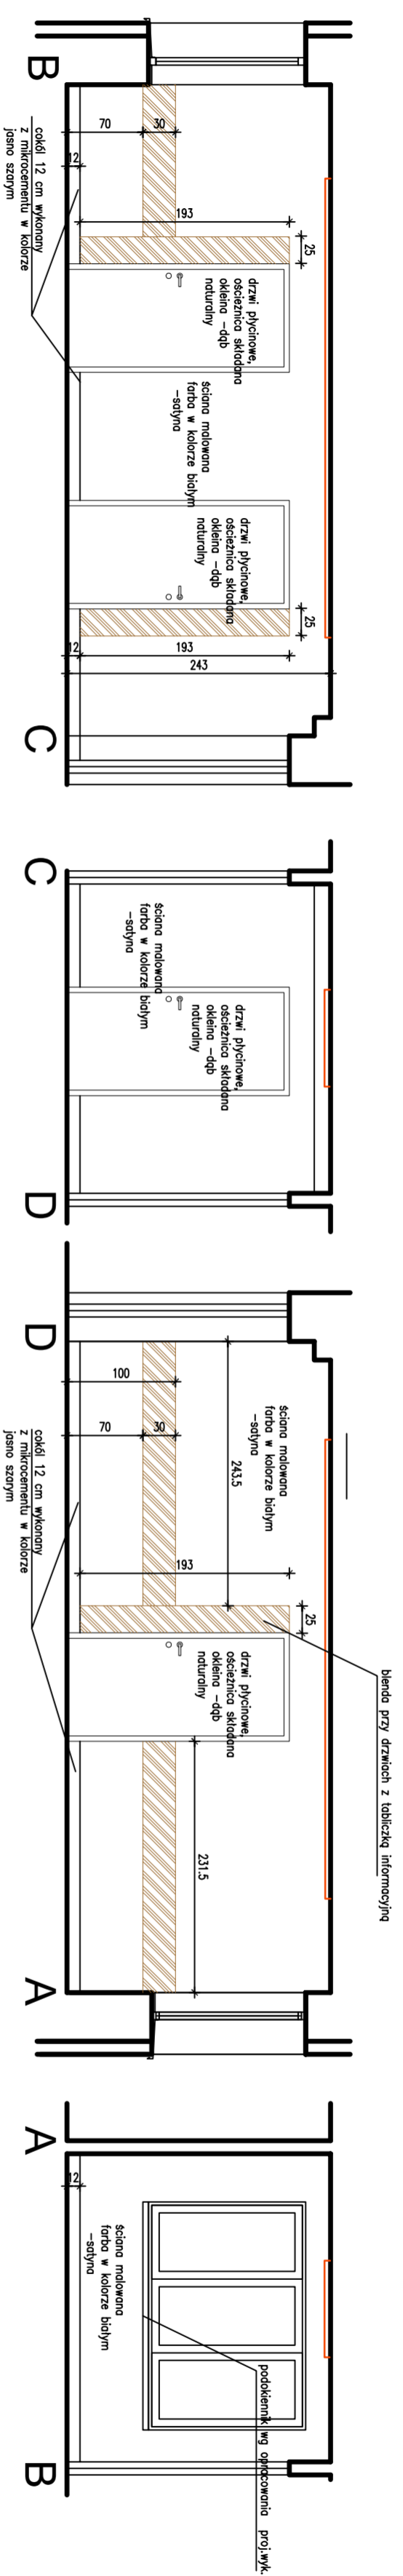 B
cokół 12 cm wykonany
z mikrocementu w kolorze
jasno szarym
70
30
12
193
25
drzwi płycinowe,
ościeżnica składana
okleina –dąb
naturalny
ściana malowana
farba w kolorze białym
–satyna
drzwi płycinowe,
ościeżnica składana
okleina –dąb
naturalny
25
12
193
243
C
C
ściana malowana
farba w kolorze białym
–satyna
drzwi płycinowe,
ościeżnica składana
okleina –dąb
naturalny
D
D
cokół 12 cm wykonany
z mikrocementu w kolorze
jasno szarym
100
70
30
243.5
ściana malowana
farba w kolorze białym
–satyna
193
25
blenda przy drzwiach z tabliczką informacyjną
drzwi płycinowe,
ościeżnica składana
okleina –dąb
naturalny
231.5
A
A
12
ściana malowana
farba w kolorze białym
–satyna
podokiennik wg opracowania proj.wyk.
B